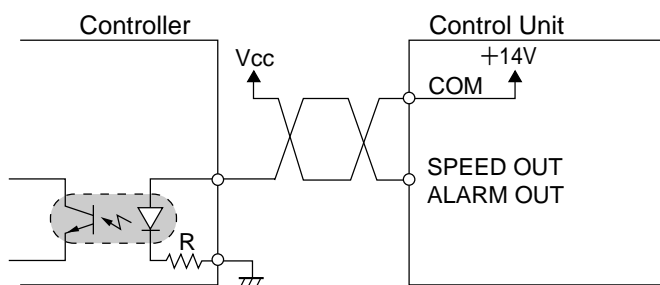 Controller
Control Unit
Vcc
+14V
COM
SPEED OUT
ALARM OUT
R